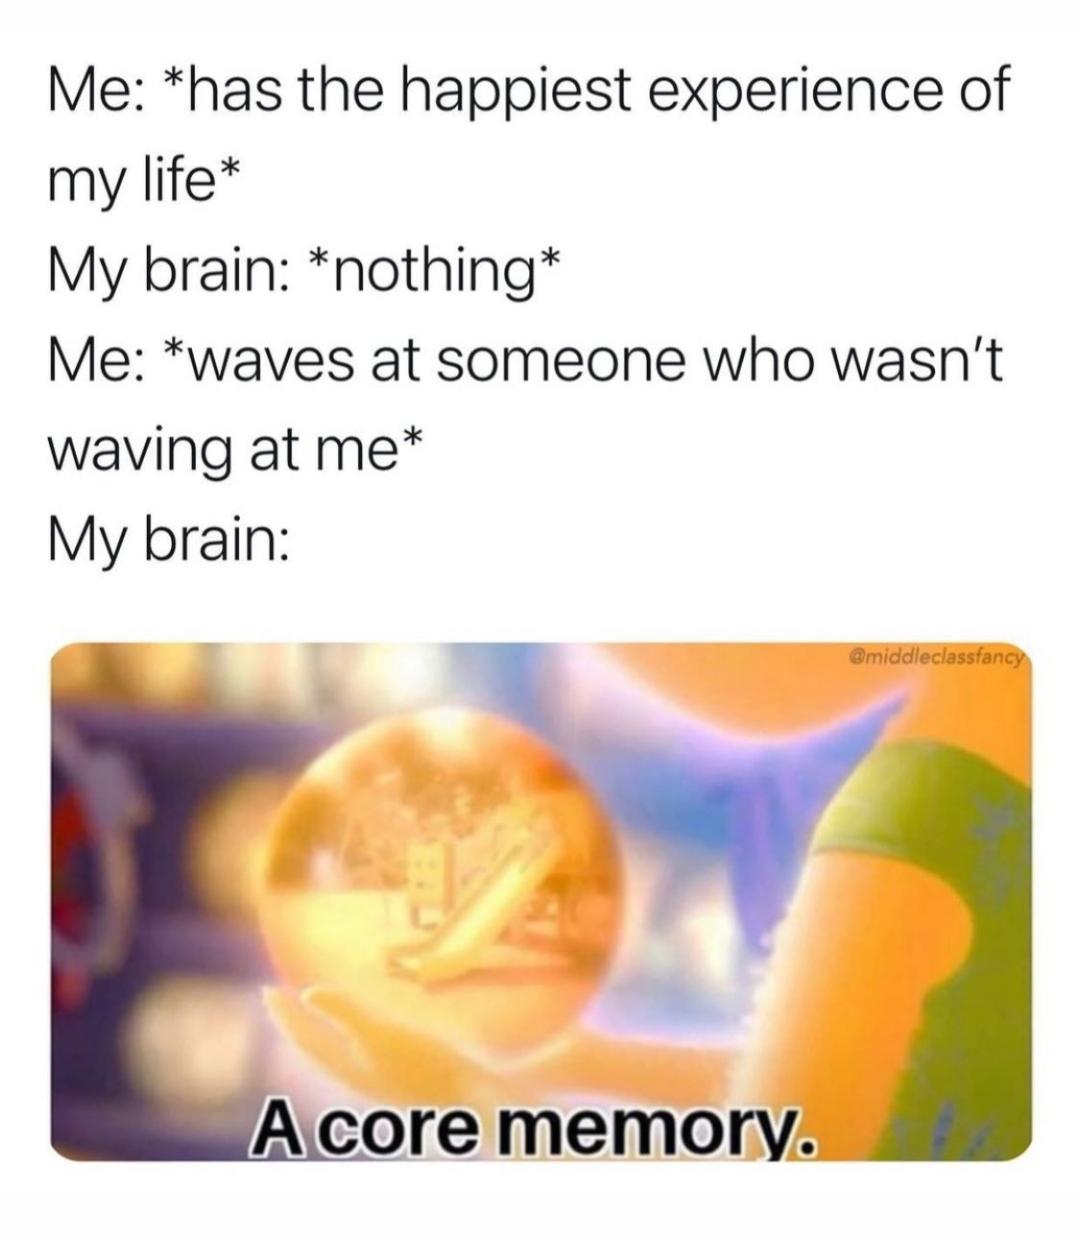 Me: *has the happiest experience of
my life*
My brain: *nothing*
Me: *waves at someone who wasn't
waving at me*
My brain:
@middleclassfancy
A core memory.